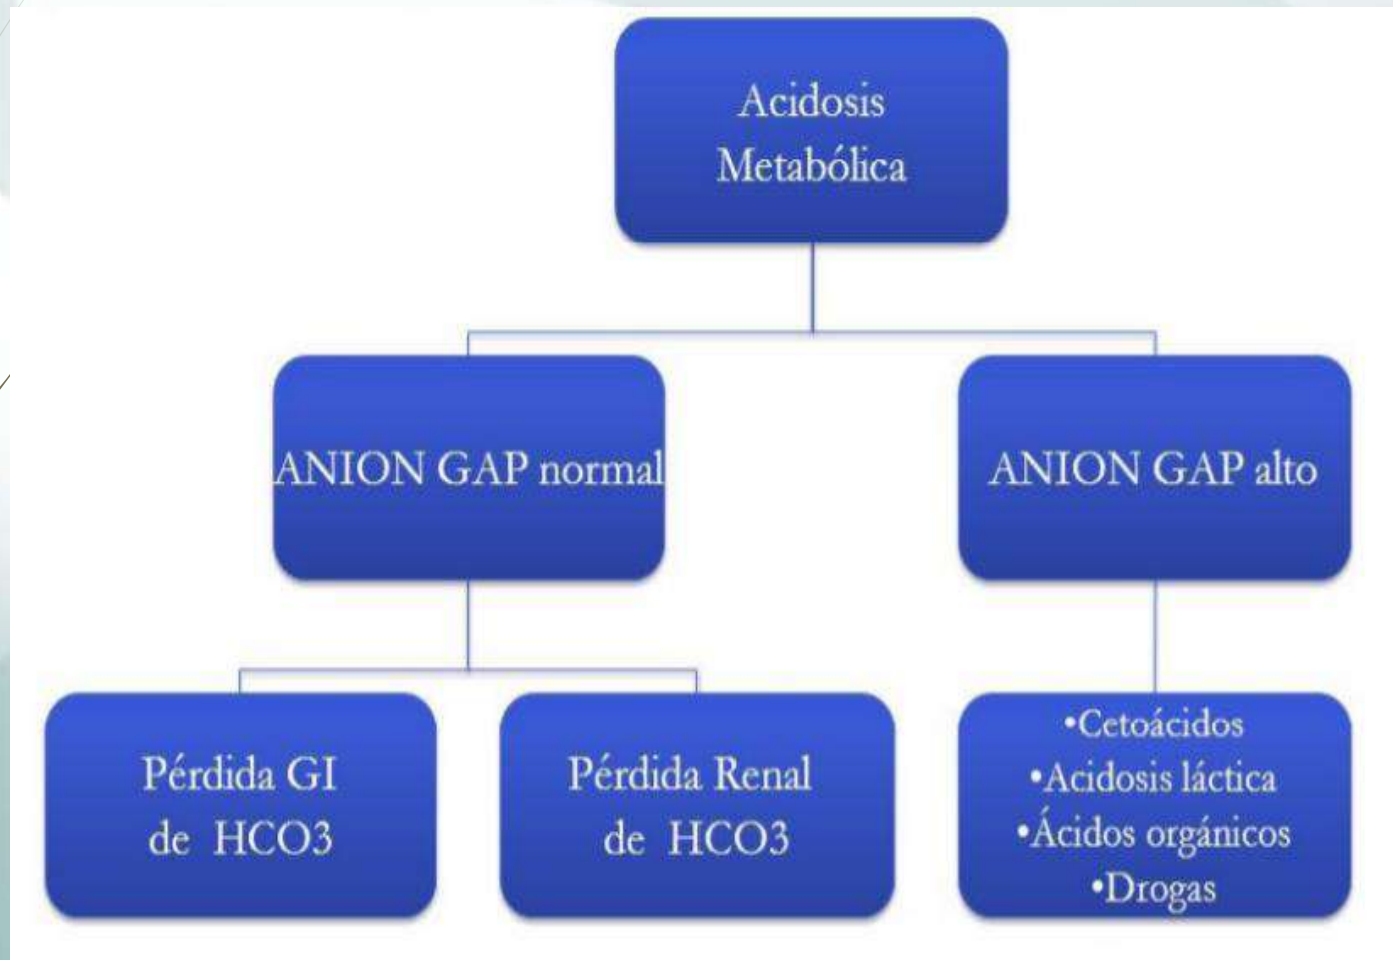 Acidosis
Metabólica
ANION GAP normal
ANION GAP alto
Pérdida GI
de HCO3
Pérdida Renal
de HCO3
•Cetoácidos
•Acidosis láctica
•Ácidos orgánicos
•Drogas